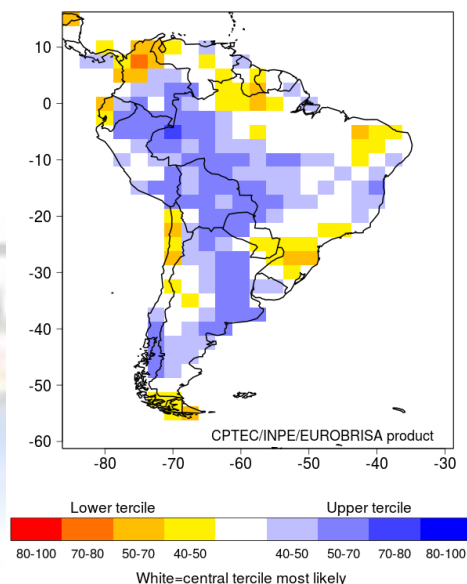 10
0
-10
-20
-30
-40
-50
-60
CPTEC/INPE/EUROBRISA product
-80 -70 -60 -50 -40 -30
Lower tercile Upper tercile
80-100 70-80 50-70 40-50 40-50 50-70 70-80 80-100
White=central tercile most likely